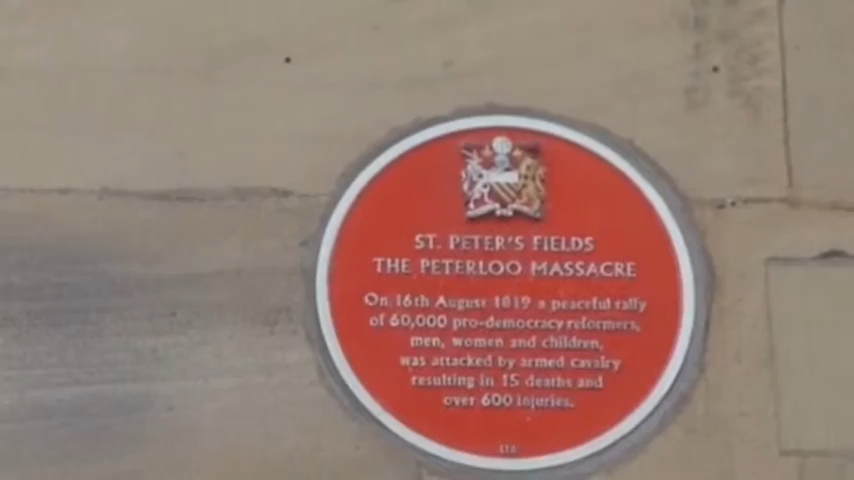 ST. PETER'S FIELDS
THE PETERLOO MASSACRE
On 16th August 1819 a peaceful rally
of 60,000 pro-democracy reformers,
men, women and children,
was attacked by armed cavalry
resulting in 15 deaths and
over 600 injuries.